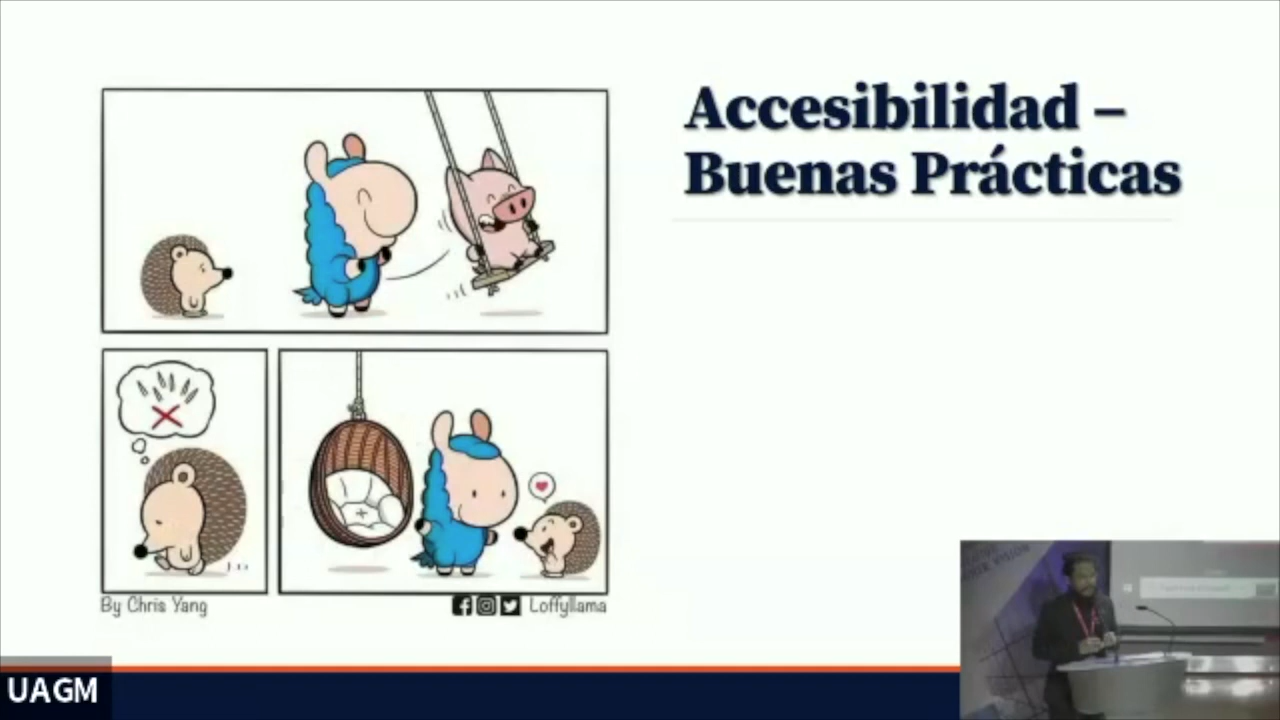 Accesibilidad –
Buenas Prácticas
By Chris Yang
Loffyllama
UAGM